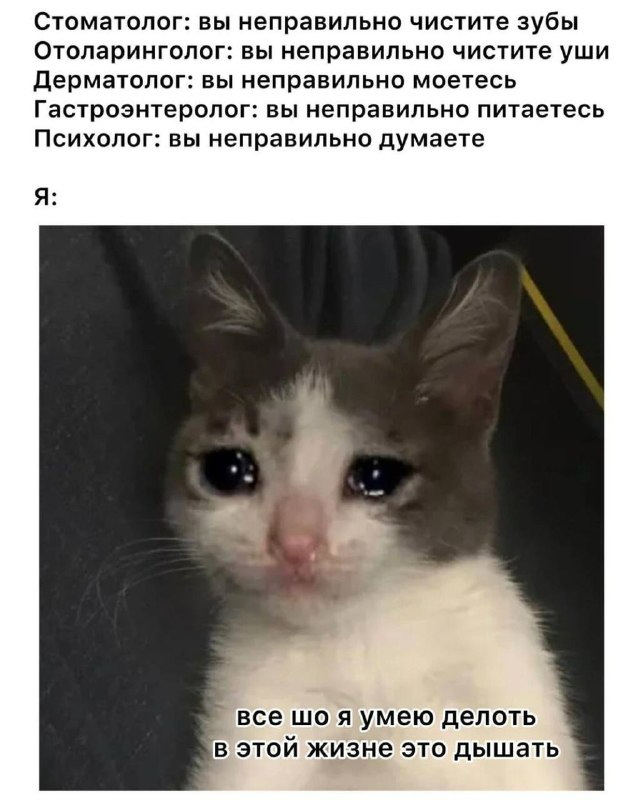 Стоматолог: вы неправильно чистите зубы
Отоларинголог: вы неправильно чистите уши
Дерматолог: вы неправильно моетесь
Гастроэнтеролог: вы неправильно питаетесь
Психолог: вы неправильно думаете
Я:
все шо я умею делоть
в этой жизне это дышать